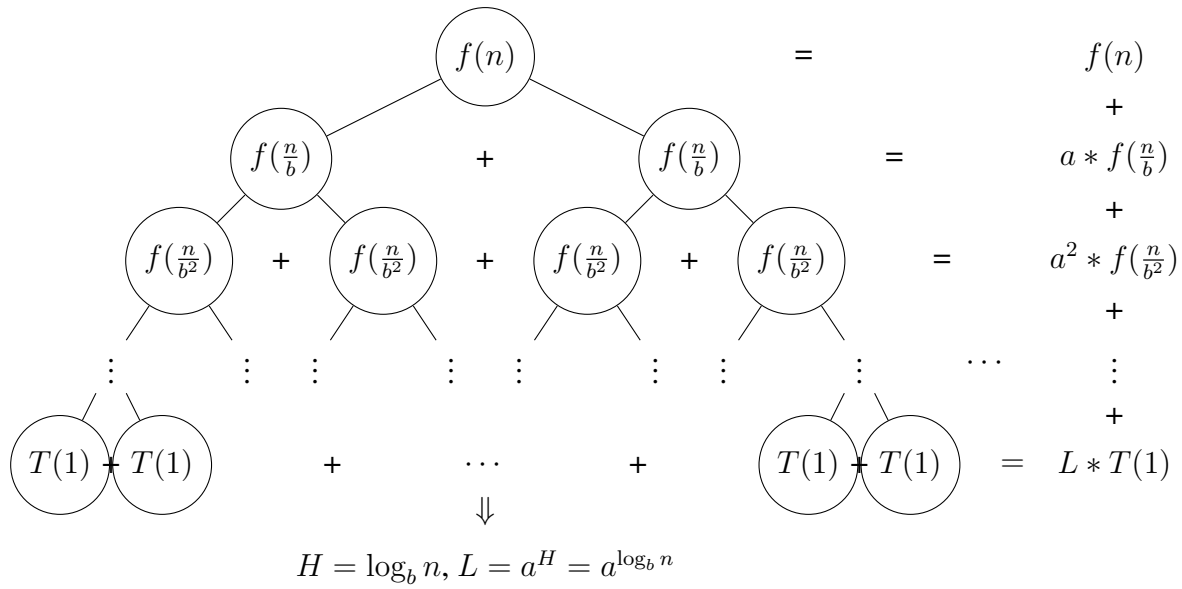 f(n) = f(n)
+
f(n/b) + f(n/b) = a ∗ f(n/b)
+
f(n/b²) + f(n/b²) + f(n/b²) + f(n/b²) = a² ∗ f(n/b²)
+
⋮ ⋮ ⋮ ⋮ ⋮ ⋮ ⋮ ⋮ ⋯ ⋮
+
T(1) + T(1) + ⋯ + T(1) + T(1) = L ∗ T(1)
⇓
H = log_b n, L = a^H = a^{log_b n}